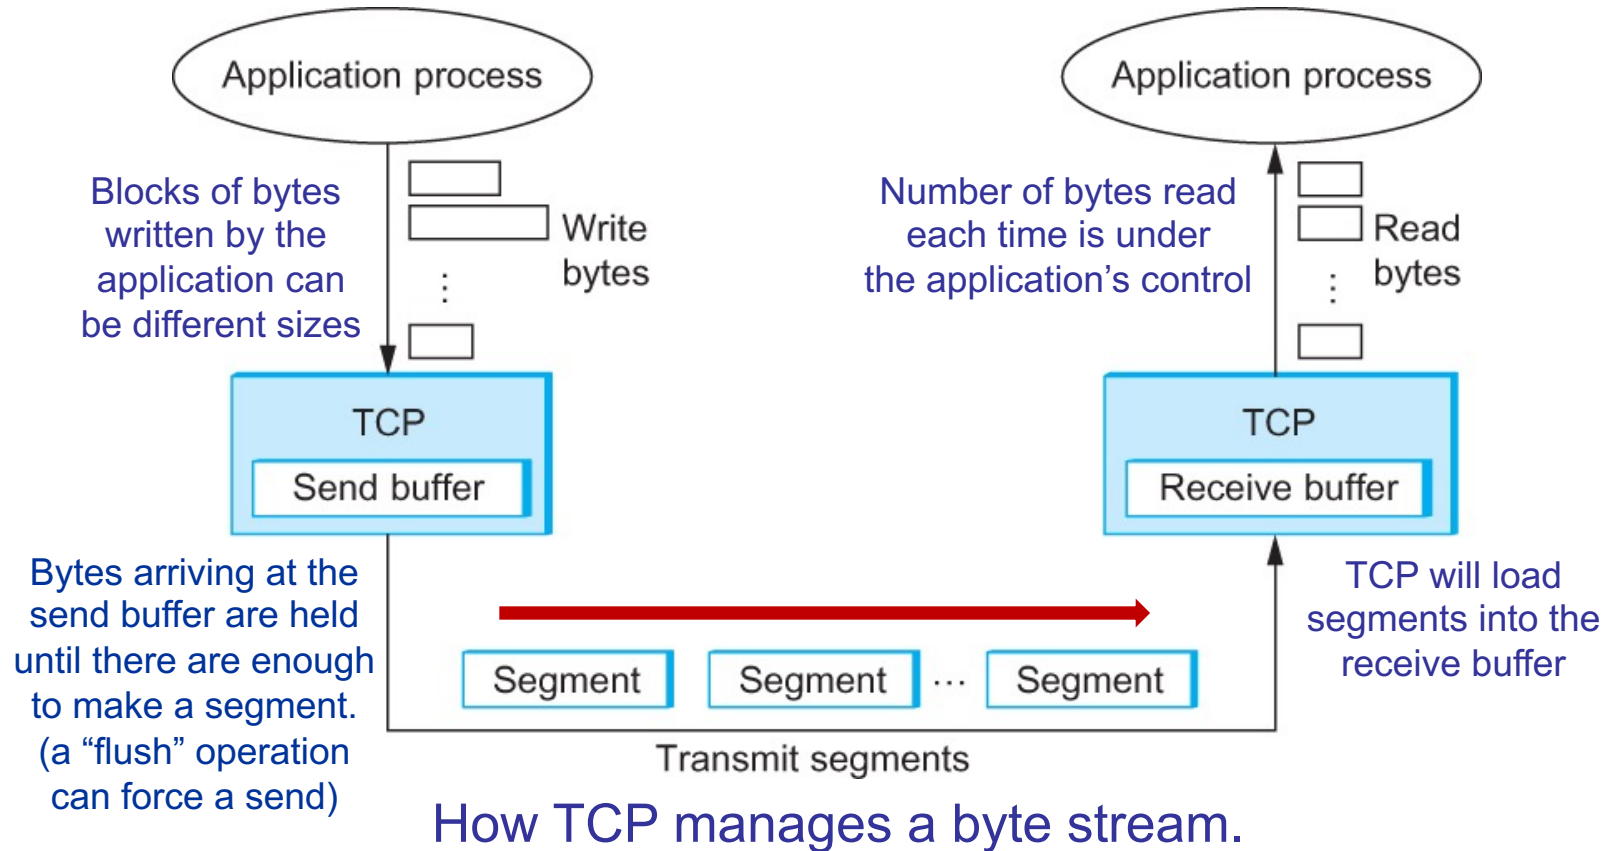 Application process
Application process
Blocks of bytes
written by the
application can
be different sizes
Write
bytes
⋮
Number of bytes read
each time is under
the application’s control
Read
bytes
⋮
TCP
Send buffer
TCP
Receive buffer
Bytes arriving at the
send buffer are held
until there are enough
to make a segment.
(a “flush” operation
can force a send)
Segment
Segment
⋯
Segment
TCP will load
segments into the
receive buffer
Transmit segments
How TCP manages a byte stream.